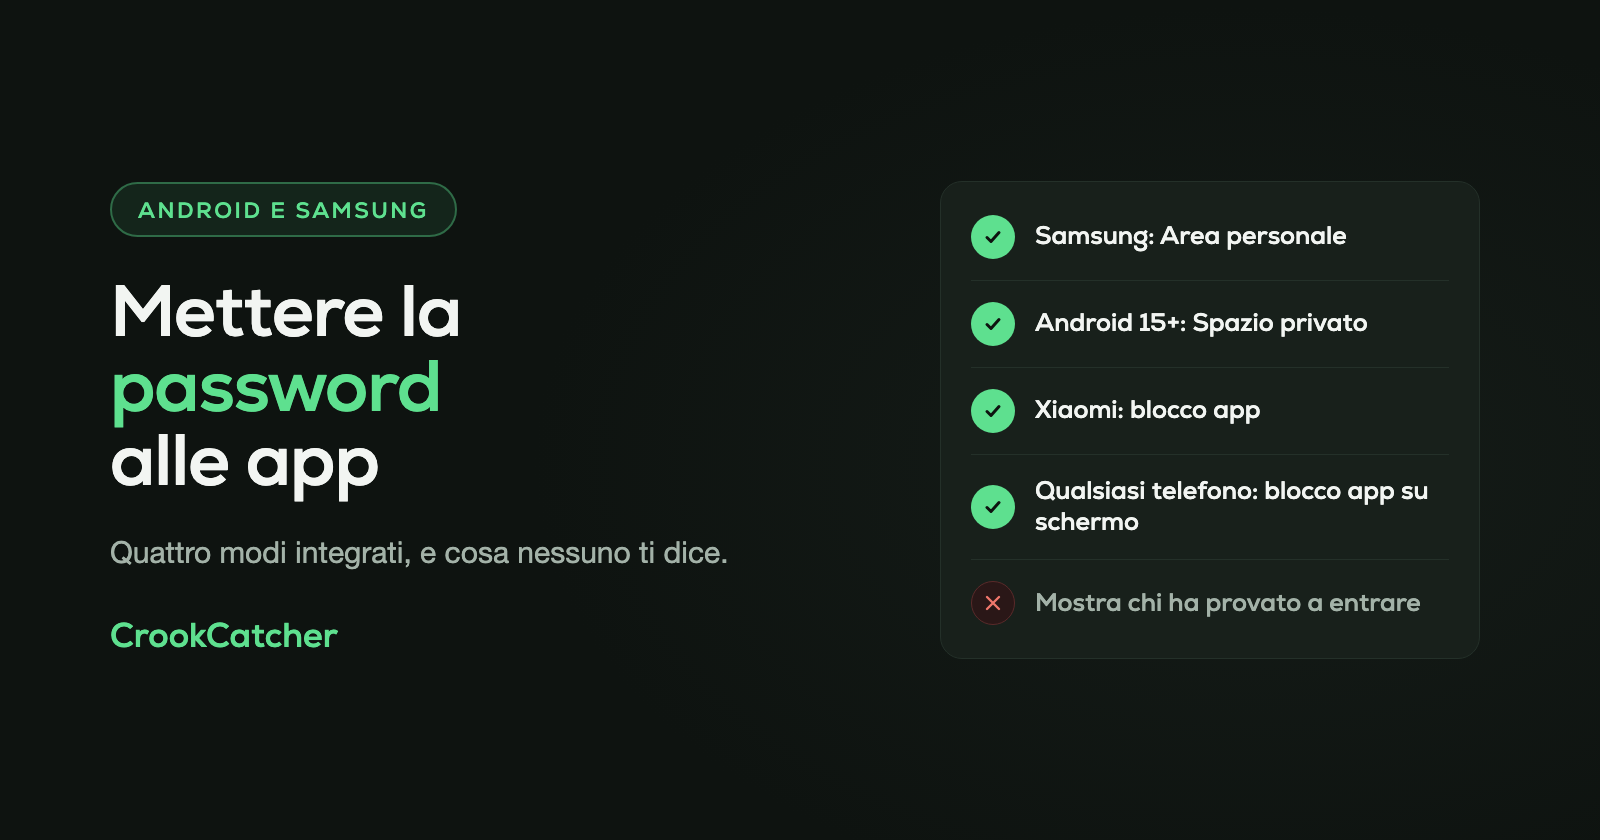 ANDROID E SAMSUNG
Mettere la
password
alle app
Quattro modi integrati, e cosa nessuno ti dice.
CrookCatcher
Samsung: Area personale
Android 15+: Spazio privato
Xiaomi: blocco app
Qualsiasi telefono: blocco app su
schermo
Mostra chi ha provato a entrare